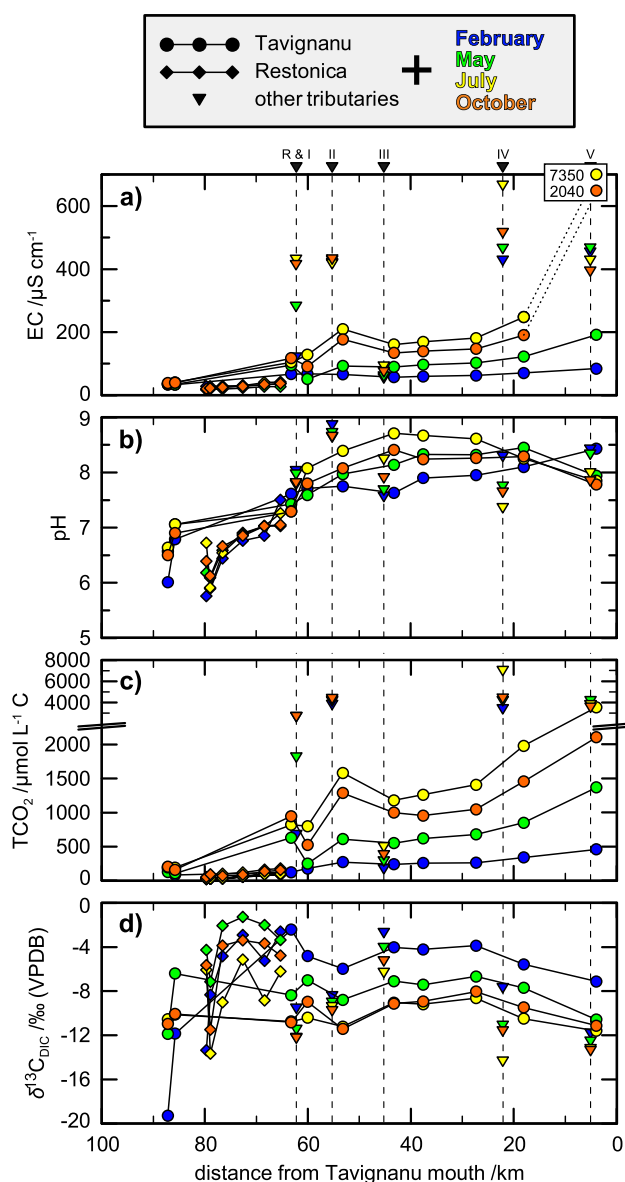 Tavignanu
Restonica
other tributaries
+
February
May
July
October
R & I II III IV V
a)
7350
2040
600
400
200
0
EC /µS cm⁻¹
b)
9
8
7
6
5
pH
c)
8000
6000
4000
2000
1500
1000
500
0
TCO₂ /µmol L⁻¹ C
d)
0
-4
-8
-12
-16
-20
δ¹³C_DIC /‰ (VPDB)
100 80 60 40 20 0
distance from Tavignanu mouth /km